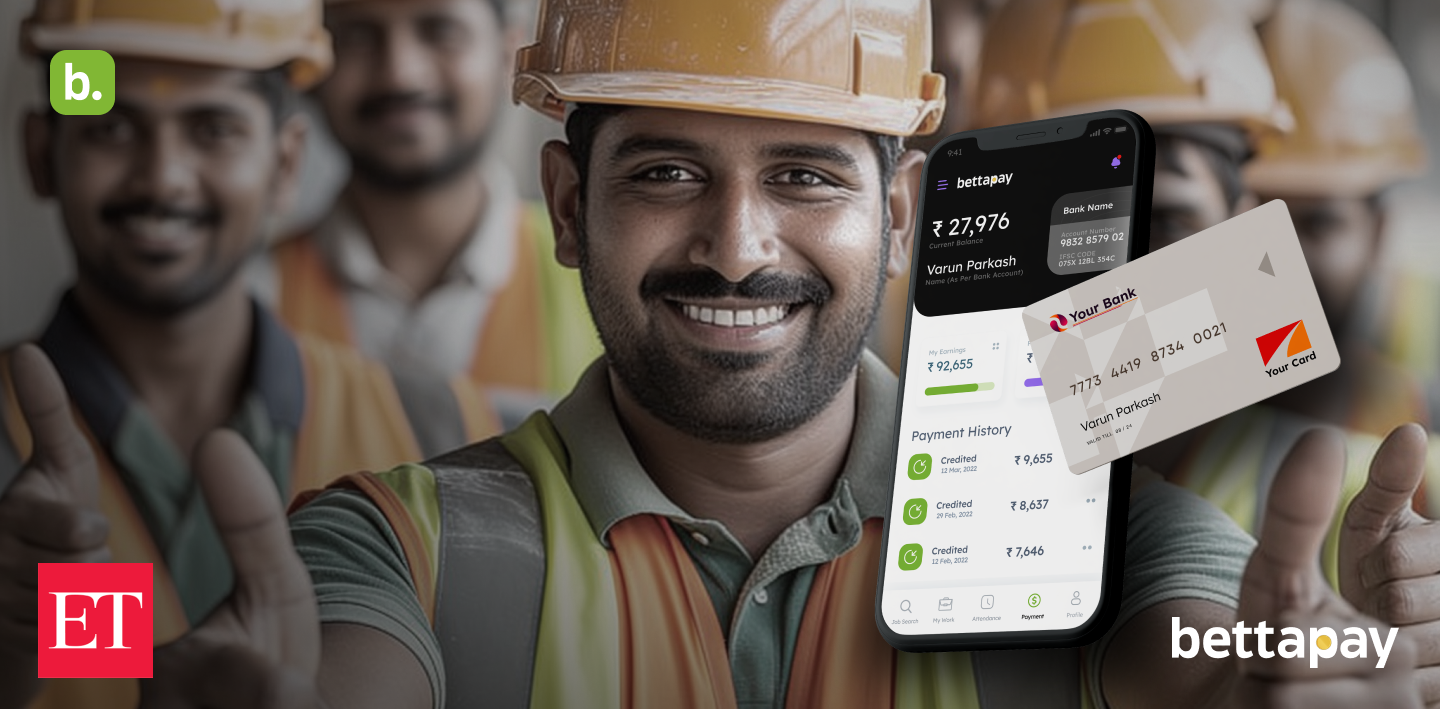 b.
9:41
bettapay
₹ 27,976
Current Balance
Varun Parkash
Name (As Per Bank Account)
Bank Name
Account Number
9832 8579 02
IFSC CODE
075X 12BL 354C
My Earnings
₹ 92,655
₹
Your Bank
7773 4419 8734 0021
Varun Parkash
VALID TILL 09 / 24
Your Card
Payment History
Credited
12 Mar, 2022
₹ 9,655
Credited
29 Feb, 2022
₹ 8,637
Credited
12 Feb, 2022
₹ 7,646
Job Search
My Work
Attendance
Payment
Profile
ET
bettapay